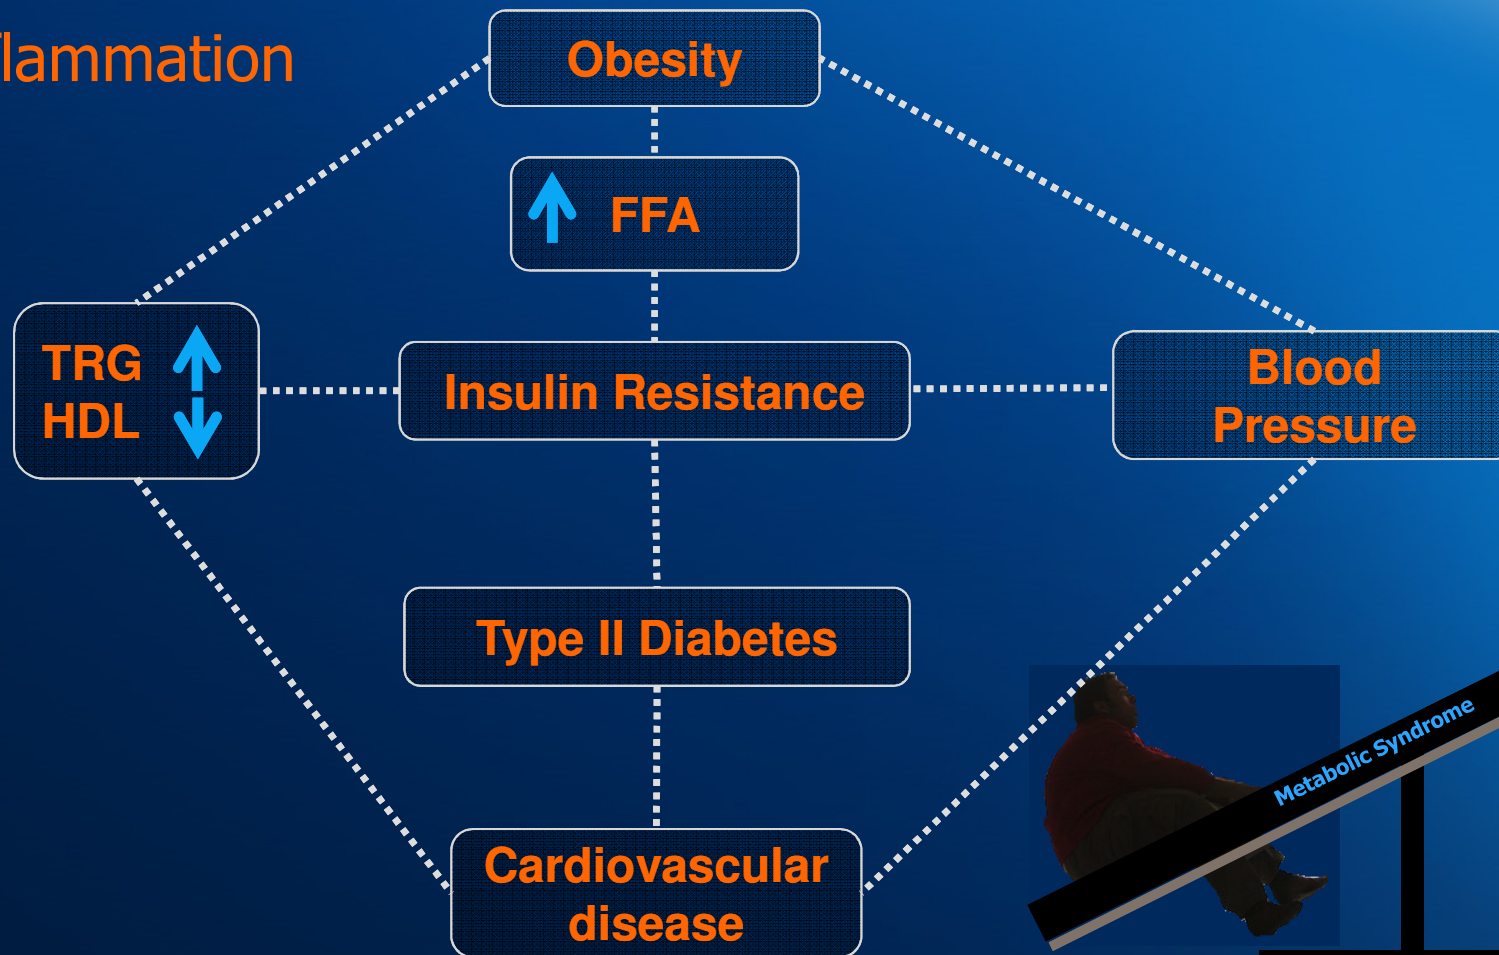 lammation
Obesity
FFA
TRG
HDL
Insulin Resistance
Blood
Pressure
Type II Diabetes
Metabolic Syndrome
Cardiovascular
disease